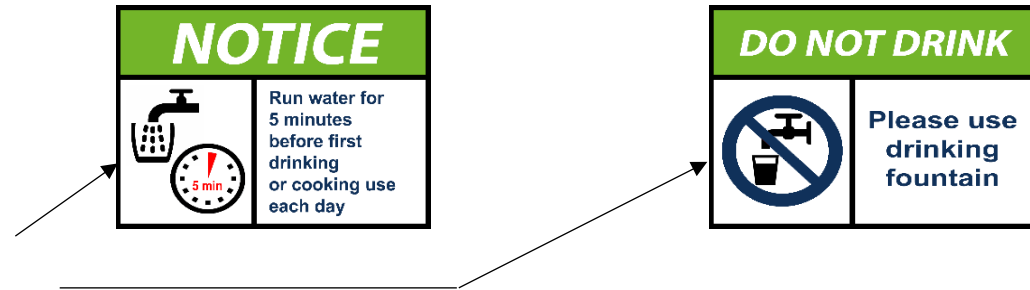 NOTICE
Run water for
5 minutes
before first
drinking
or cooking use
each day
5 min
DO NOT DRINK
Please use
drinking
fountain